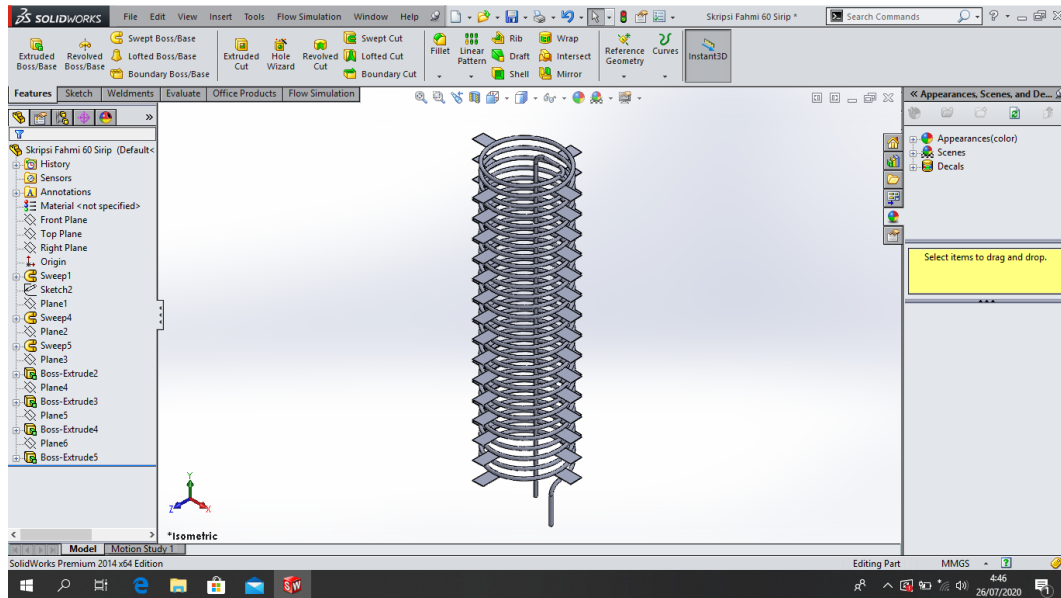 SOLIDWORKS File Edit View Insert Tools Flow Simulation Window Help Skripsi Fahmi 60 Sirip * Search Commands
Extruded Boss/Base
Revolved Boss/Base
Swept Boss/Base
Lofted Boss/Base
Boundary Boss/Base
Extruded Cut
Hole Wizard
Revolved Cut
Swept Cut
Lofted Cut
Boundary Cut
Fillet
Linear Pattern
Rib
Draft
Shell
Wrap
Intersect
Mirror
Reference Geometry
Curves
Instant3D
Features Sketch Weldments Evaluate Office Products Flow Simulation
Skripsi Fahmi 60 Sirip (Default<
History
Sensors
Annotations
Material <not specified>
Front Plane
Top Plane
Right Plane
Origin
Sweep1
Sketch2
Plane1
Sweep4
Plane2
Sweep5
Plane3
Boss-Extrude2
Plane4
Boss-Extrude3
Plane5
Boss-Extrude4
Plane6
Boss-Extrude5
Y
Z
X
*Isometric
Appearances, Scenes, and De...
Appearances(color)
Scenes
Decals
Select items to drag and drop.
Model Motion Study 1
SolidWorks Premium 2014 x64 Edition Editing Part MMGS
4:46
26/07/2020